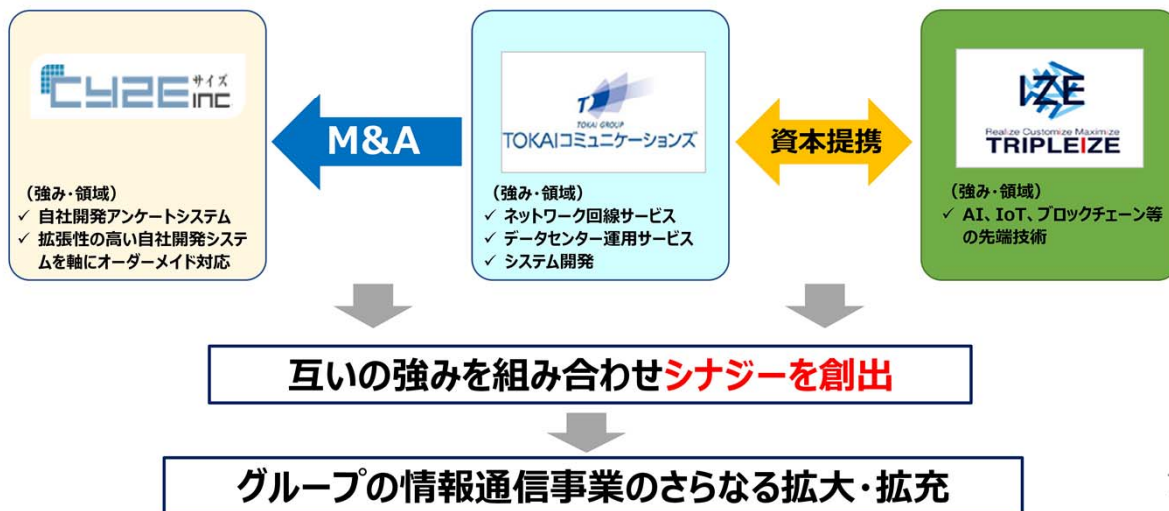 CYZE inc サイズ
(強み・領域)
✓ 自社開発アンケートシステム
✓ 拡張性の高い自社開発システ
ムを軸にオーダーメイド対応
M&A
TOKAI GROUP
TOKAIコミュニケーションズ
(強み・領域)
✓ ネットワーク回線サービス
✓ データセンター運用サービス
✓ システム開発
資本提携
IZE
Realize Customize Maximize
TRIPLEIZE
(強み・領域)
✓ AI、IoT、ブロックチェーン等
の先端技術
互いの強みを組み合わせシナジーを創出
グループの情報通信事業のさらなる拡大・拡充